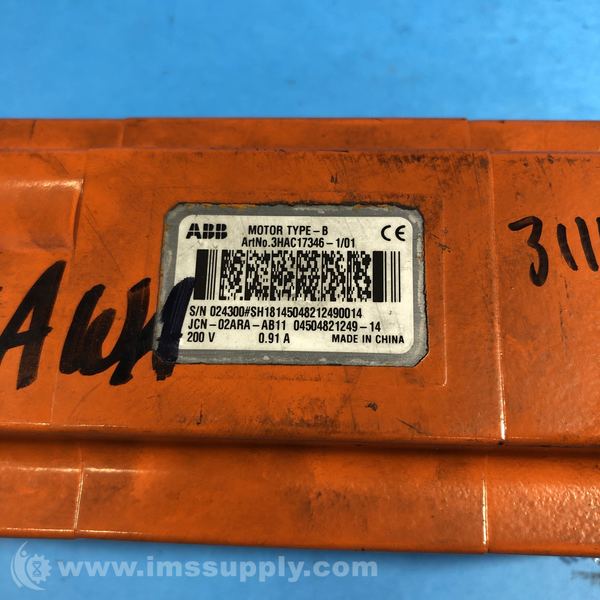 ABB MOTOR TYPE-B CE
ArtNo.3HAC17346-1/01
S/N 024300#SH18145048212490014
JCN-02ARA-AB11 04504821249-14
200 V 0.91 A MADE IN CHINA
www.imssupply.com